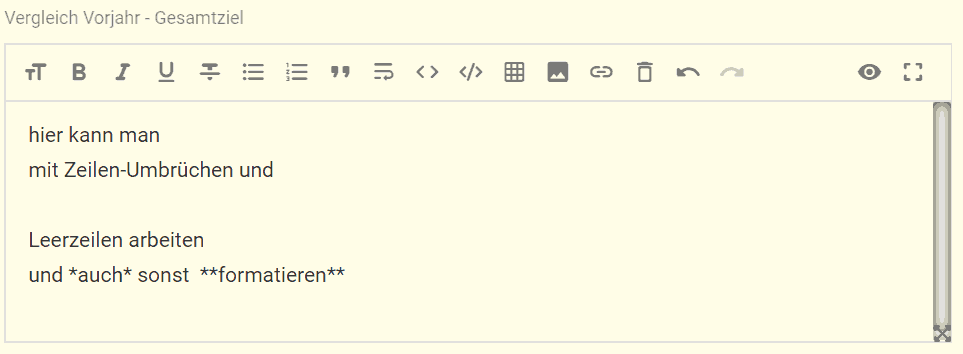 Vergleich Vorjahr - Gesamtziel
hier kann man
mit Zeilen-Umbrüchen und
Leerzeilen arbeiten
und *auch* sonst  **formatieren**